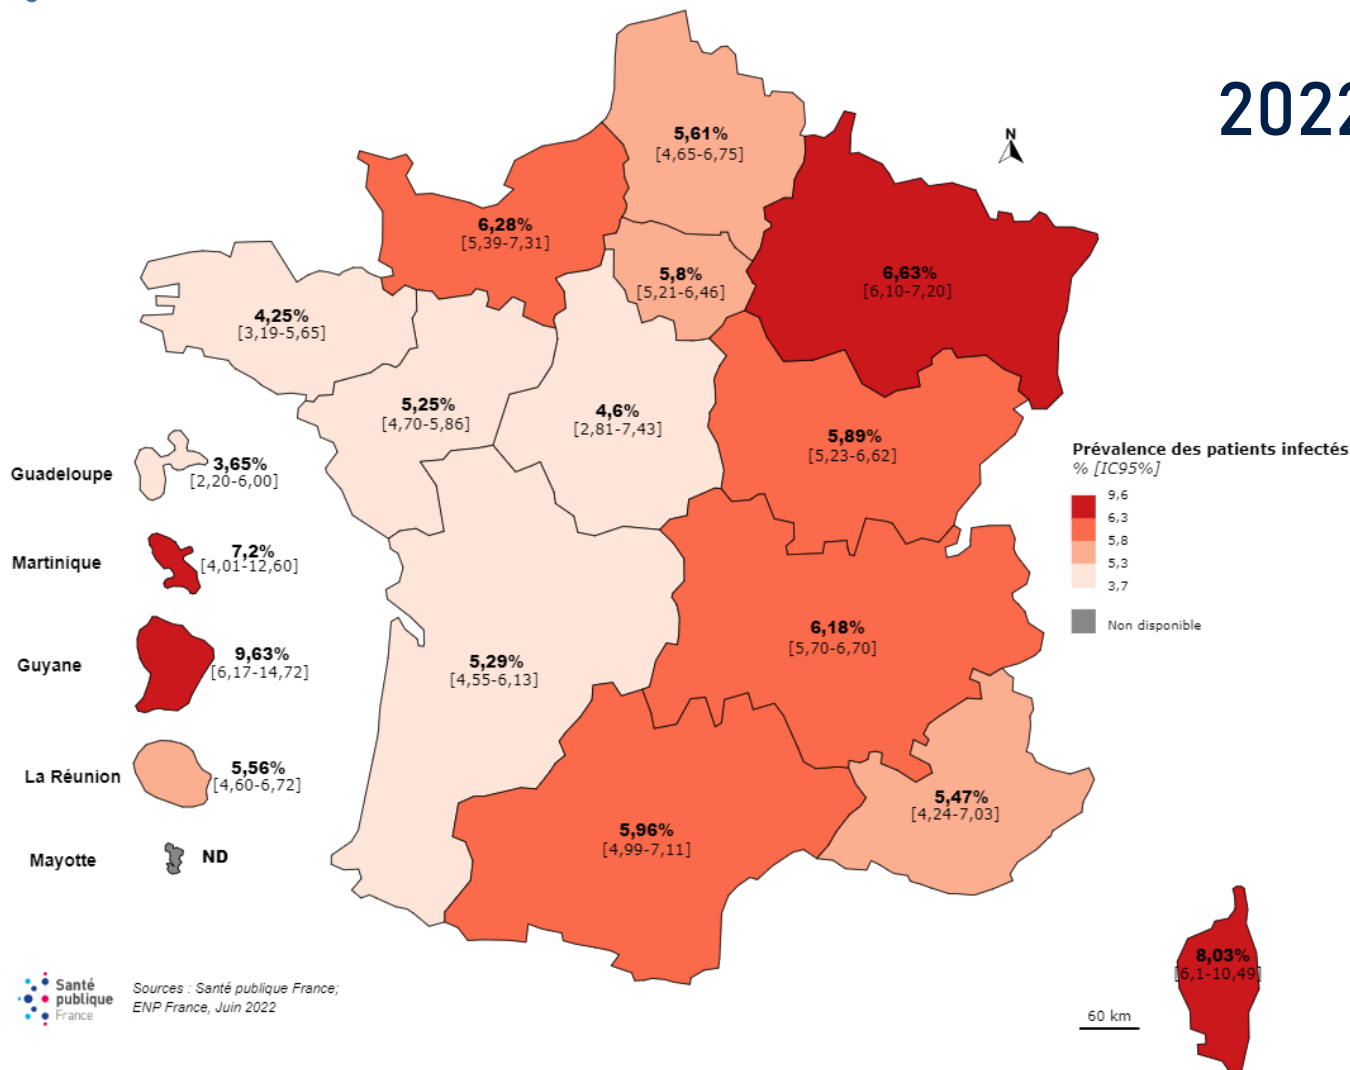 2022
N
5,61%
[4,65-6,75]
6,28%
[5,39-7,31]
5,8%
[5,21-6,46]
6,63%
[6,10-7,20]
4,25%
[3,19-5,65]
5,25%
[4,70-5,86]
4,6%
[2,81-7,43]
5,89%
[5,23-6,62]
Guadeloupe
3,65%
[2,20-6,00]
Martinique
7,2%
[4,01-12,60]
Guyane
9,63%
[6,17-14,72]
La Réunion
5,56%
[4,60-6,72]
Mayotte
ND
5,29%
[4,55-6,13]
6,18%
[5,70-6,70]
5,96%
[4,99-7,11]
5,47%
[4,24-7,03]
8,03%
[6,1-10,49]
Prévalence des patients infectés
% [IC95%]
9,6
6,3
5,8
5,3
3,7
Non disponible
60 km
Santé
publique
France
Sources : Santé publique France;
ENP France, Juin 2022